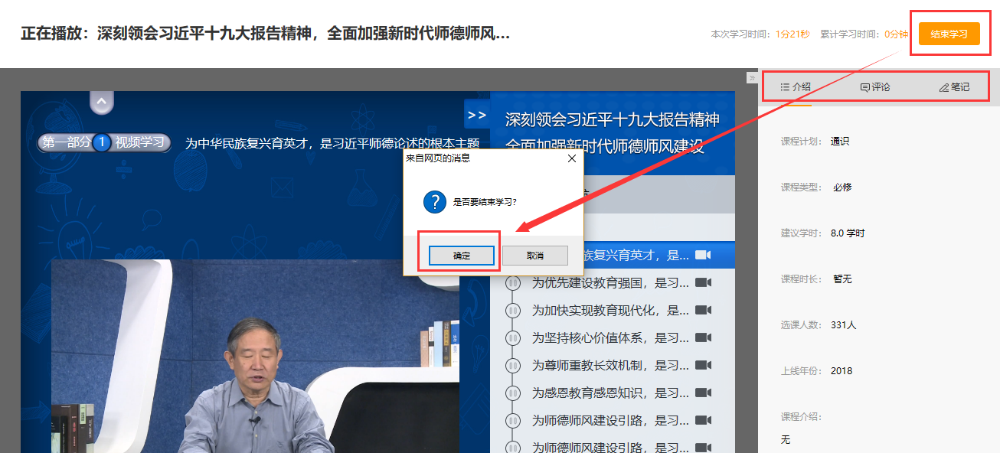 正在播放：深刻领会习近平十九大报告精神，全面加强新时代师德师风...
本次学习时间：1分21秒 累计学习时间：0分钟
结束学习
»
介绍 评论 笔记
第一部分 1 视频学习
为中华民族复兴育英才，是习近平师德论述的根本主题
>>
深刻领会习近平十九大报告精神
全面加强新时代师德师风建设
来自网页的消息
?
是否要结束学习?
确定 取消
族复兴育英才，是...
为优先建设教育强国，是习...
为加快实现教育现代化，是...
为坚持核心价值体系，是习...
为尊师重教长效机制，是习...
为感恩教育感恩知识，是习...
为师德师风建设引路，是习...
为师德师风建设引路，是习...
课程计划： 通识
课程类型： 必修
建议学时： 8.0 学时
课程时长： 暂无
选课人数： 331人
上线年份： 2018
课程介绍：
无